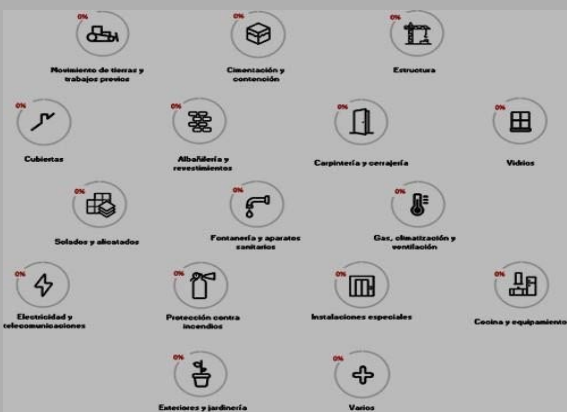 0%
0%
0%
Movimiento de tierras y
trabajos previos
Cimentación y
contención
Estructura
0%
0%
0%
0%
Cubiertas
Albañilería y
revestimientos
Carpintería y cerrajería
Vidrios
0%
0%
0%
Solados y alicatados
Fontanería y aparatos
sanitarios
Gas, climatización y
ventilación
0%
0%
0%
0%
Electricidad y
telecomunicaciones
Protección contra
incendios
Instalaciones especiales
Cocina y equipamiento
0%
0%
Exteriores y jardinería
Varios